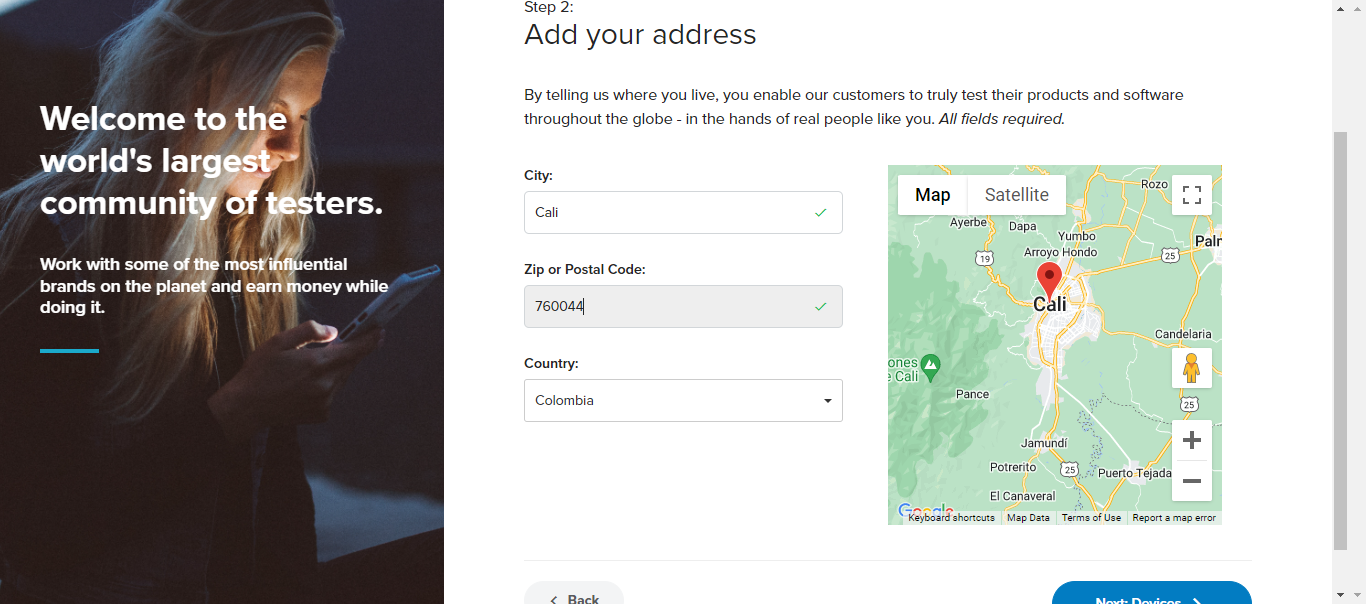 Welcome to the
world's largest
community of testers.
Work with some of the most influential
brands on the planet and earn money while
doing it.
Step 2:
Add your address
By telling us where you live, you enable our customers to truly test their products and software
throughout the globe - in the hands of real people like you. All fields required.
City:
Cali
Zip or Postal Code:
760044
Country:
Colombia
Map
Satellite
Rozo
Ayerbe
Dapa
Yumbo
Palm
Arroyo Hondo
19
25
Cali
Candelaria
ones
e Cali
Pance
25
Jamundí
Potrerito
25
Puerto Tejada
El Canaveral
Google
Keyboard shortcuts
Map Data
Terms of Use
Report a map error
Back
Next: Devices